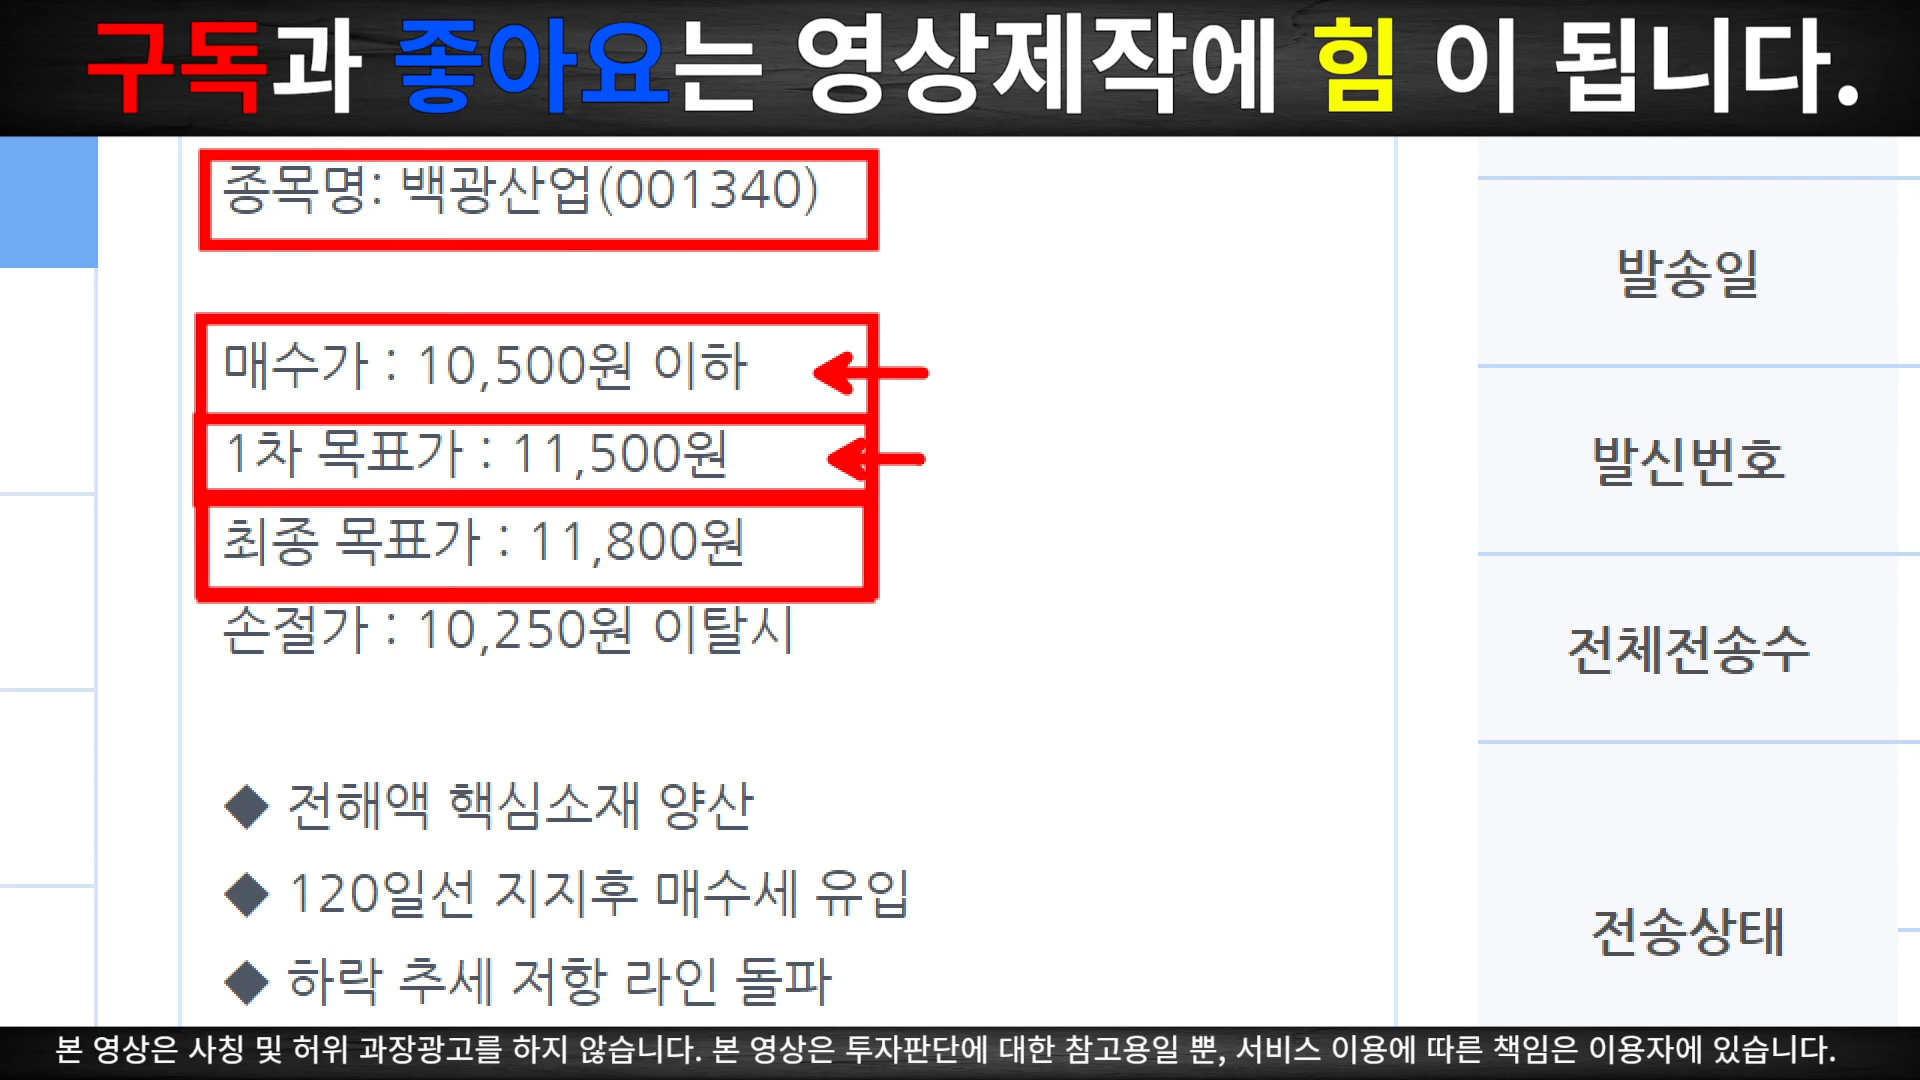 구독과 좋아요는 영상제작에 힘 이 됩니다.
종목명: 백광산업(001340)
매수가 : 10,500원 이하
1차 목표가 : 11,500원
최종 목표가 : 11,800원
손절가 : 10,250원 이탈시
◆ 전해액 핵심소재 양산
◆ 120일선 지지후 매수세 유입
◆ 하락 추세 저항 라인 돌파
발송일
발신번호
전체전송수
전송상태
본 영상은 사칭 및 허위 과장광고를 하지 않습니다. 본 영상은 투자판단에 대한 참고용일 뿐, 서비스 이용에 따른 책임은 이용자에 있습니다.